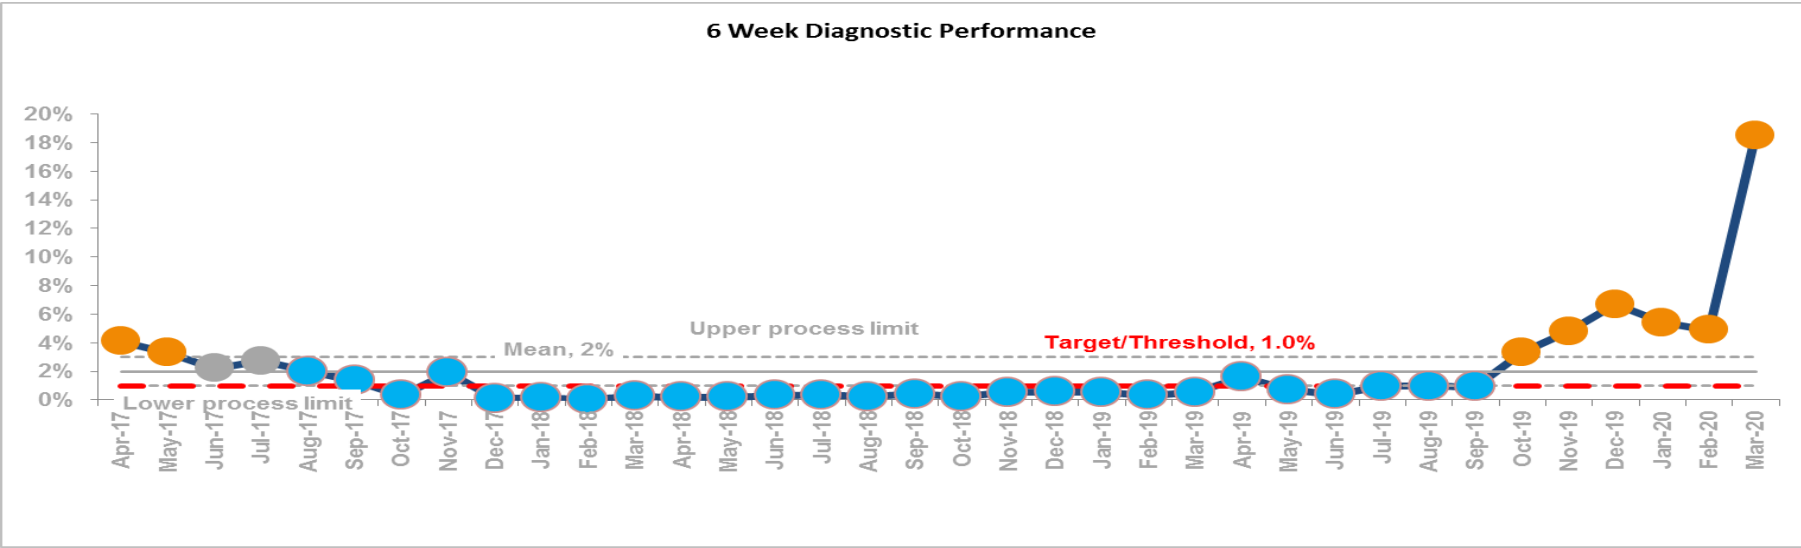 6 Week Diagnostic Performance
20%
18%
16%
14%
12%
10%
8%
6%
4%
2%
0%
Upper process limit
Mean, 2%
Target/Threshold, 1.0%
Lower process limit
Apr-17
May-17
Jun-17
Jul-17
Aug-17
Sep-17
Oct-17
Nov-17
Dec-17
Jan-18
Feb-18
Mar-18
Apr-18
May-18
Jun-18
Jul-18
Aug-18
Sep-18
Oct-18
Nov-18
Dec-18
Jan-19
Feb-19
Mar-19
Apr-19
May-19
Jun-19
Jul-19
Aug-19
Sep-19
Oct-19
Nov-19
Dec-19
Jan-20
Feb-20
Mar-20